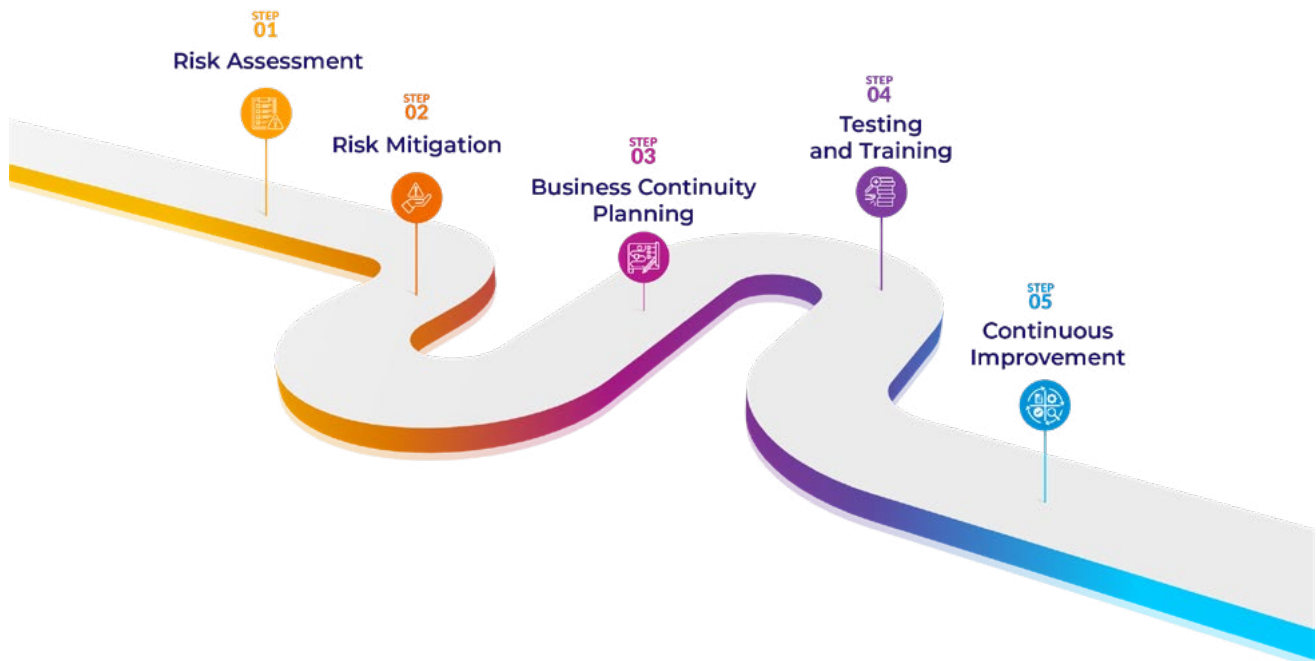 STEP
01
Risk Assessment
STEP
02
Risk Mitigation
STEP
03
Business Continuity
Planning
STEP
04
Testing
and Training
STEP
05
Continuous
Improvement